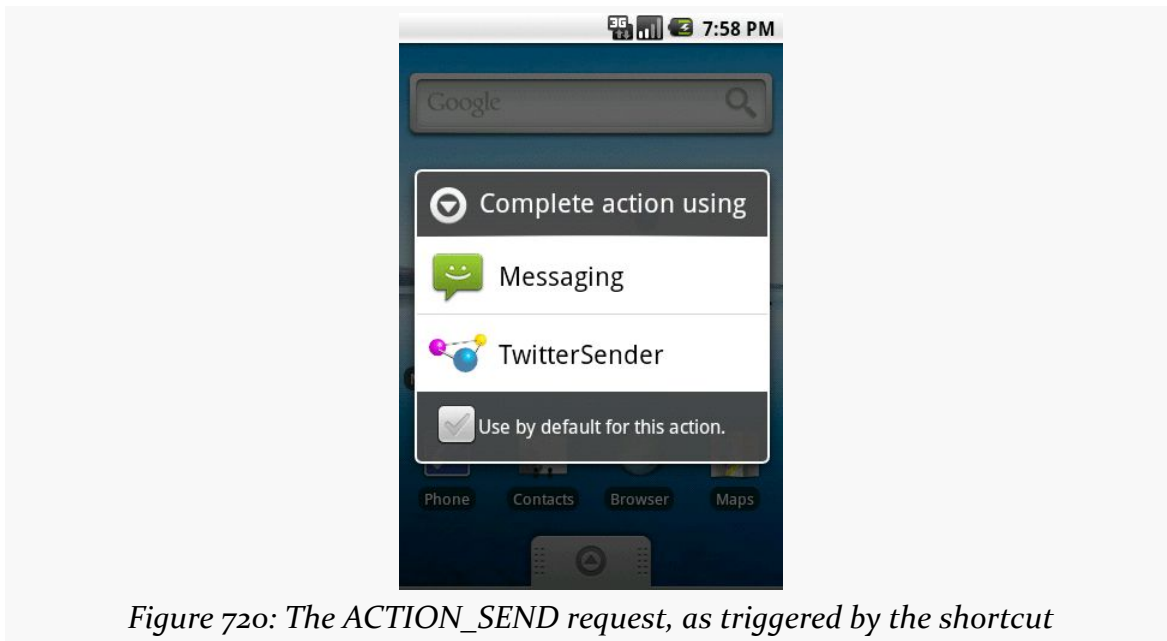 3G 7:58 PM
Google
Complete action using
Messaging
TwitterSender
Use by default for this action.
Phone Contacts Browser Maps
Figure 720: The ACTION_SEND request, as triggered by the shortcut